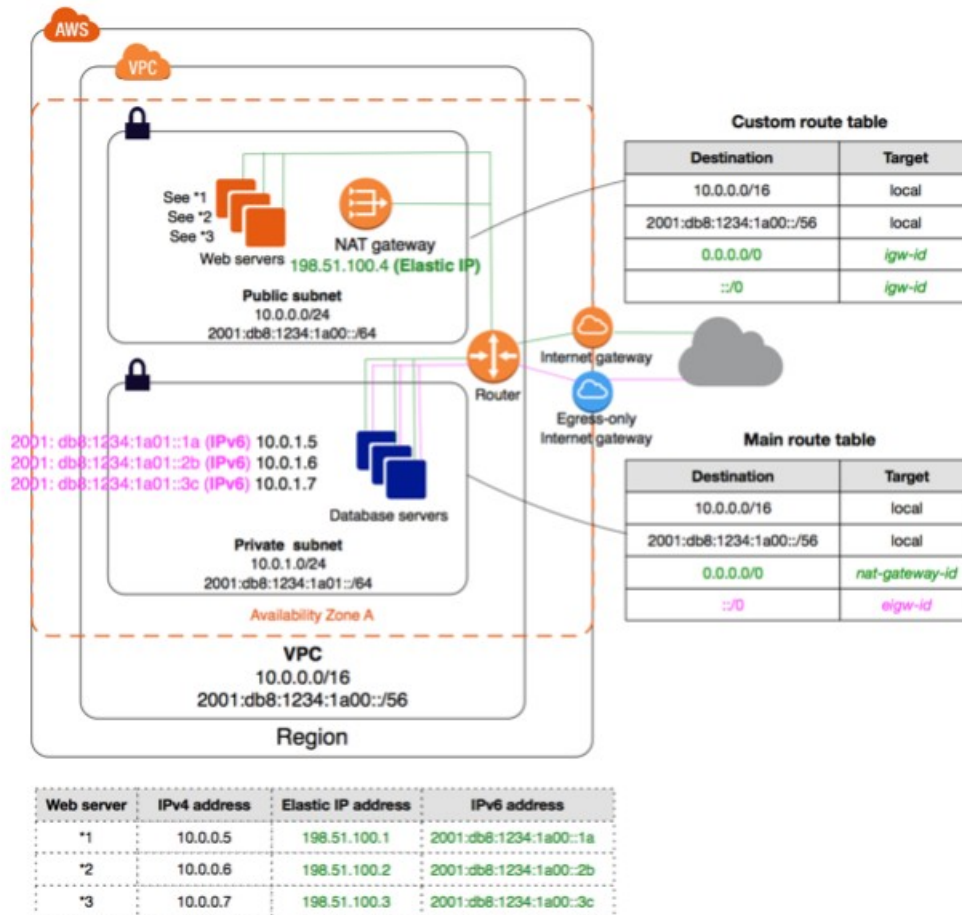 AWS
VPC
See *1
See *2
See *3
Web servers
NAT gateway
198.51.100.4 (Elastic IP)
Public subnet
10.0.0.0/24
2001:db8:1234:1a00::/64
Custom route table
Destination Target
10.0.0.0/16 local
2001:db8:1234:1a00::/56 local
0.0.0.0/0 igw-id
::/0 igw-id
Router
Internet gateway
Egress-only
Internet gateway
2001: db8:1234:1a01::1a (IPv6) 10.0.1.5
2001: db8:1234:1a01::2b (IPv6) 10.0.1.6
2001: db8:1234:1a01::3c (IPv6) 10.0.1.7
Database servers
Private subnet
10.0.1.0/24
2001:db8:1234:1a01::/64
Main route table
Destination Target
10.0.0.0/16 local
2001:db8:1234:1a00::/56 local
0.0.0.0/0 nat-gateway-id
::/0 eigw-id
Availability Zone A
VPC
10.0.0.0/16
2001:db8:1234:1a00::/56
Region
Web server IPv4 address Elastic IP address IPv6 address
*1 10.0.0.5 198.51.100.1 2001:db8:1234:1a00::1a
*2 10.0.0.6 198.51.100.2 2001:db8:1234:1a00::2b
*3 10.0.0.7 198.51.100.3 2001:db8:1234:1a00::3c